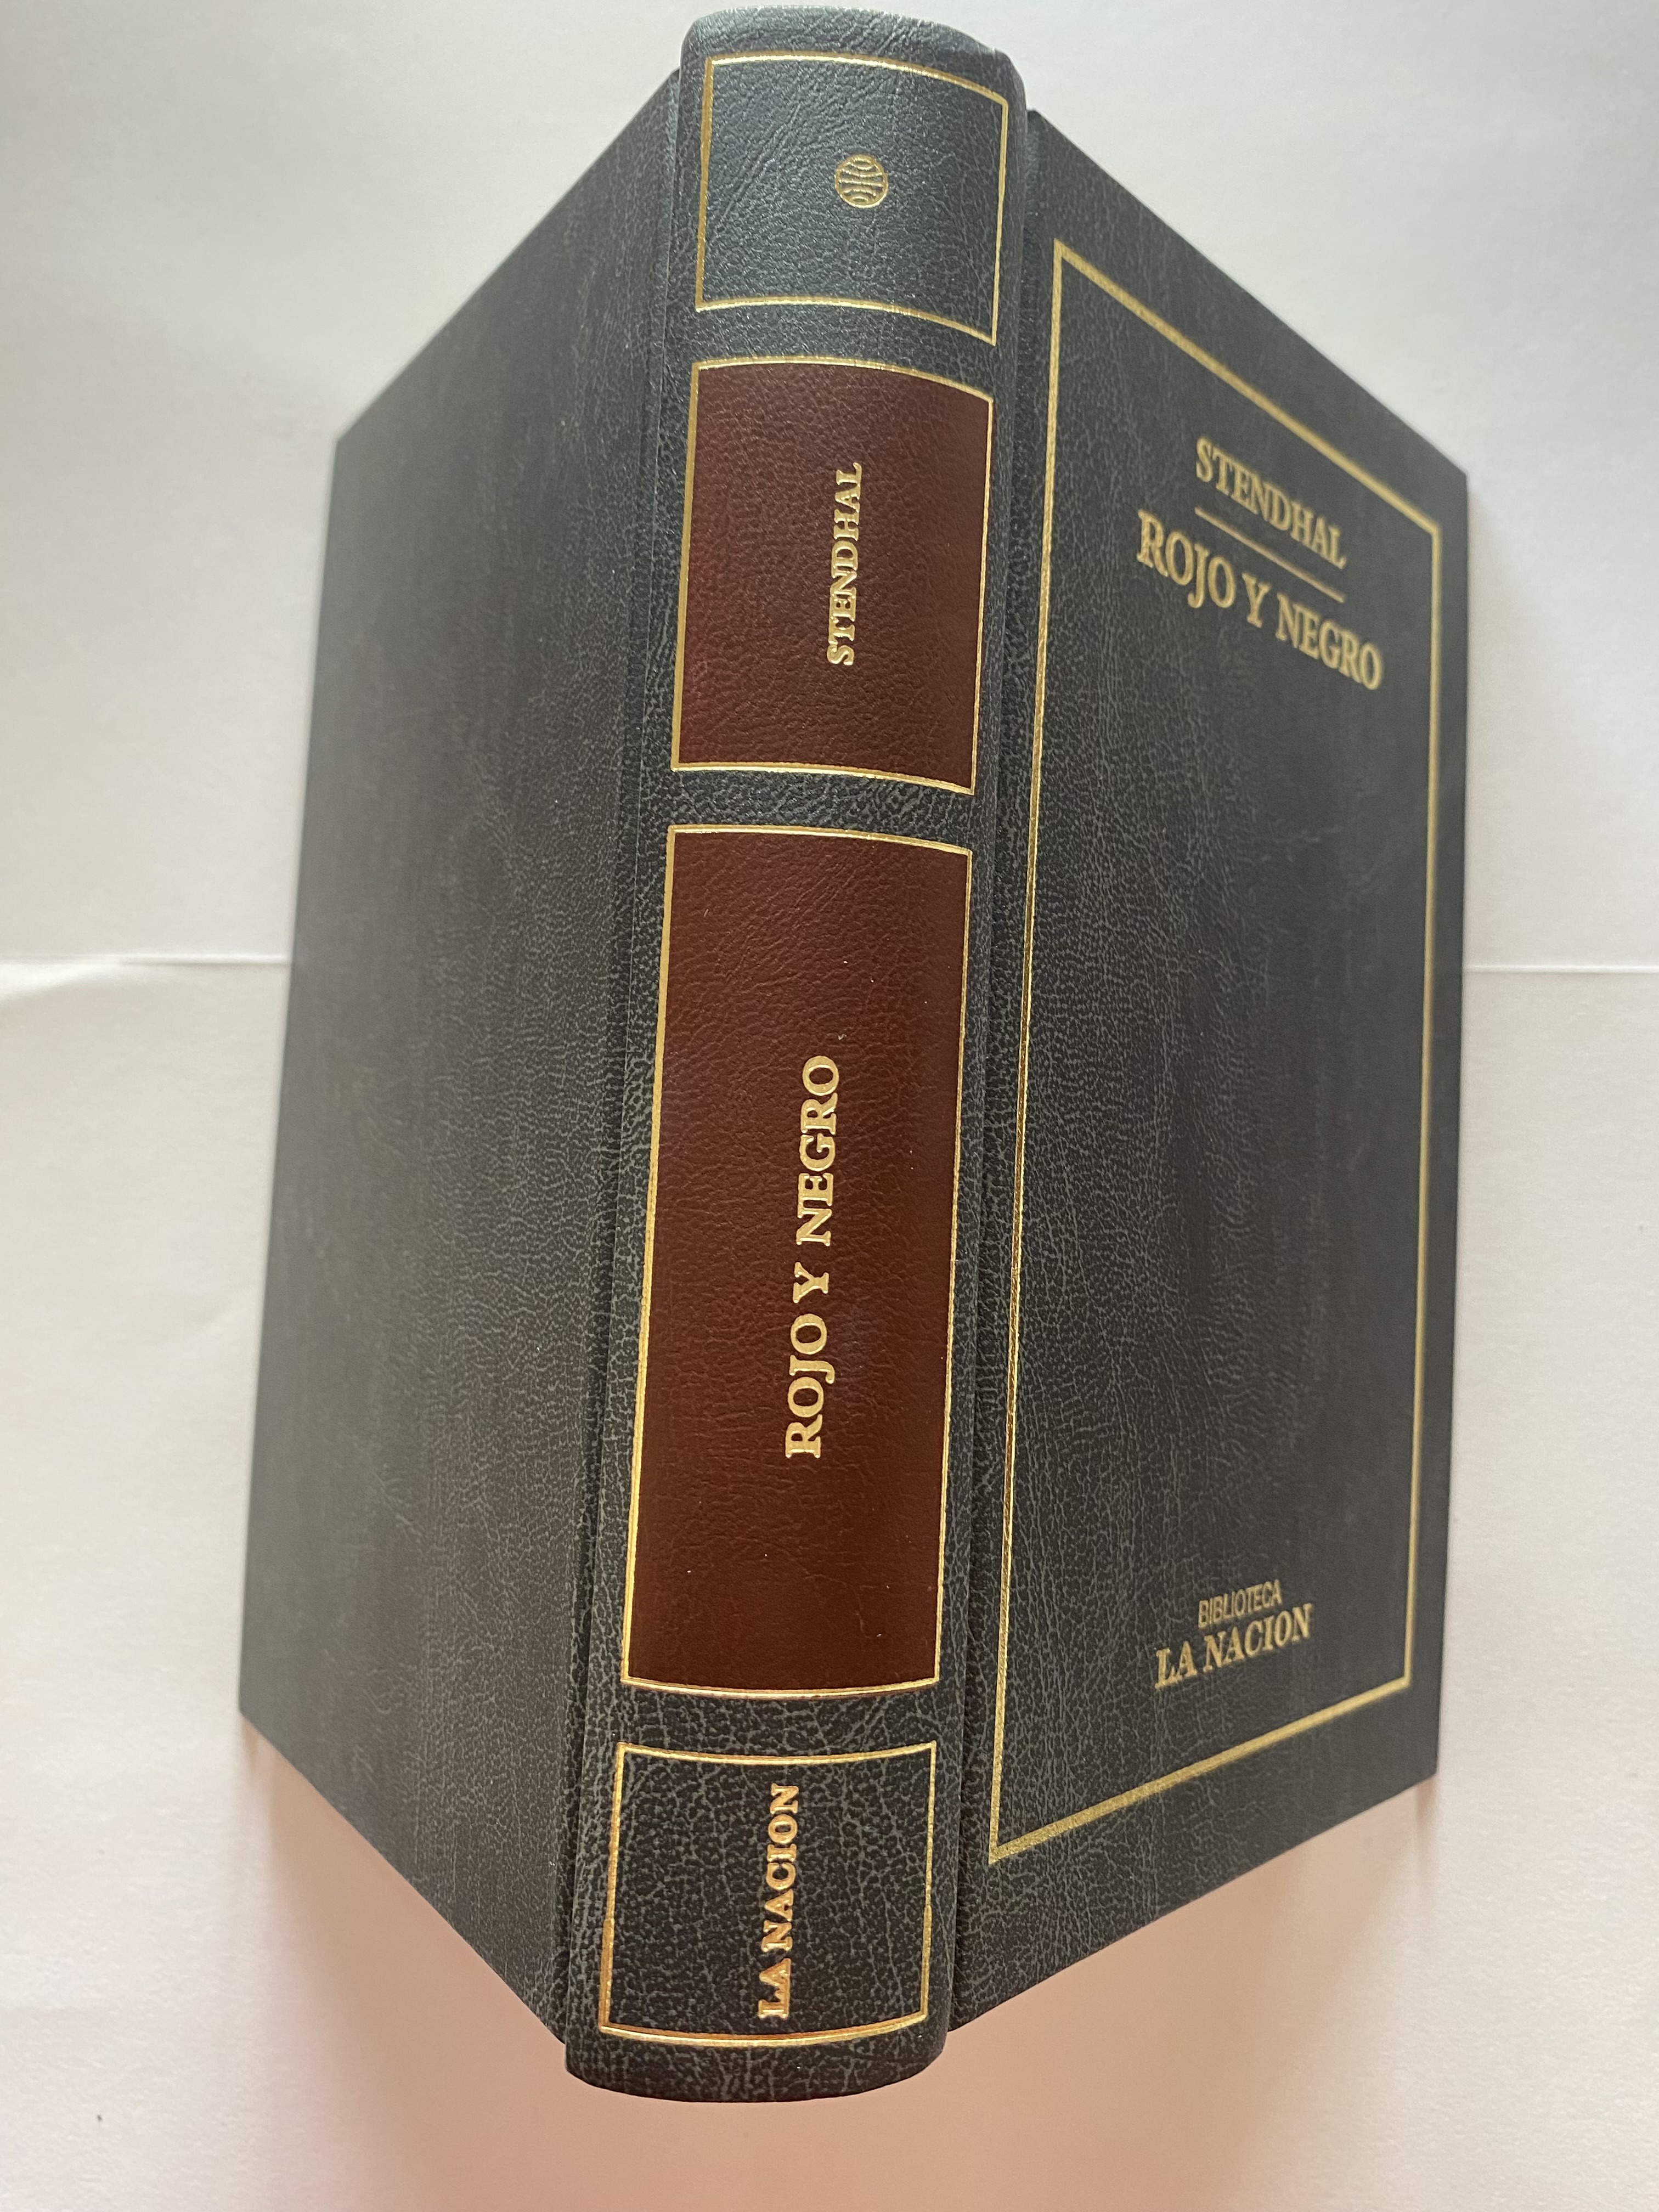 STENDHAL
ROJO Y NEGRO
LA NACION
STENDHAL
ROJO Y NEGRO
BIBLIOTECA
LA NACION